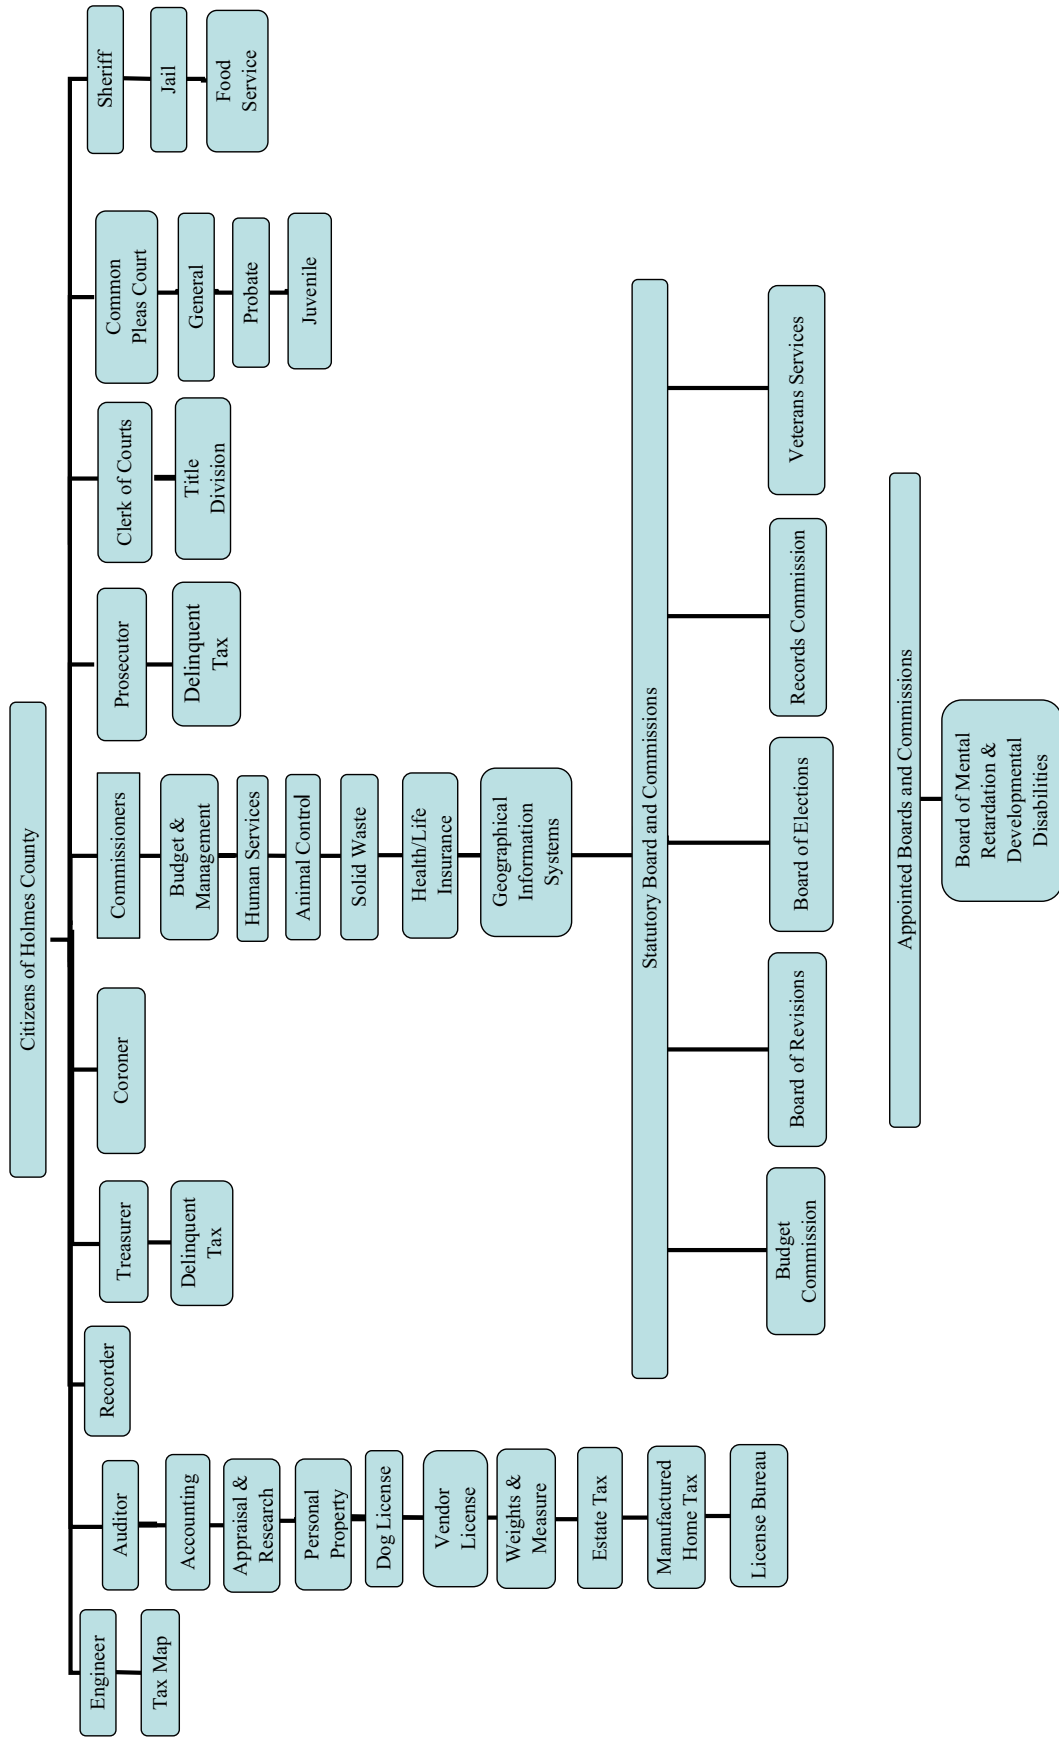 Citizens of Holmes County
Engineer
Tax Map
Auditor
Accounting
Appraisal &
Research
Personal
Property
Dog License
Vendor
License
Weights &
Measure
Estate Tax
Manufactured
Home Tax
License Bureau
Recorder
Treasurer
Delinquent
Tax
Coroner
Commissioners
Budget &
Management
Human Services
Animal Control
Solid Waste
Health/Life
Insurance
Geographical
Information
Systems
Prosecutor
Delinquent
Tax
Clerk of Courts
Title
Division
Common
Pleas Court
General
Probate
Juvenile
Sheriff
Jail
Food
Service
Statutory Board and Commissions
Budget
Commission
Board of Revisions
Board of Elections
Records Commission
Veterans Services
Appointed Boards and Commissions
Board of Mental
Retardation &
Developmental
Disabilities